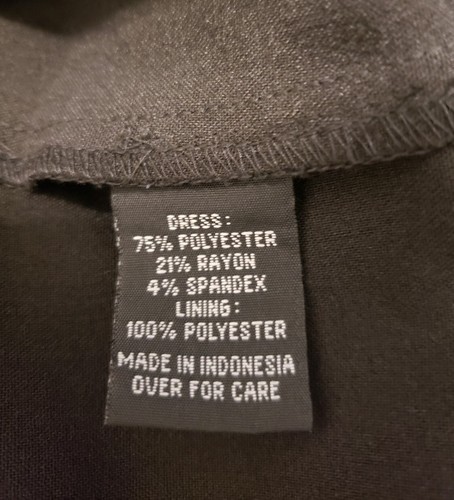 DRESS:
75% POLYESTER
21% RAYON
4% SPANDEX
LINING:
100% POLYESTER
MADE IN INDONESIA
OVER FOR CARE